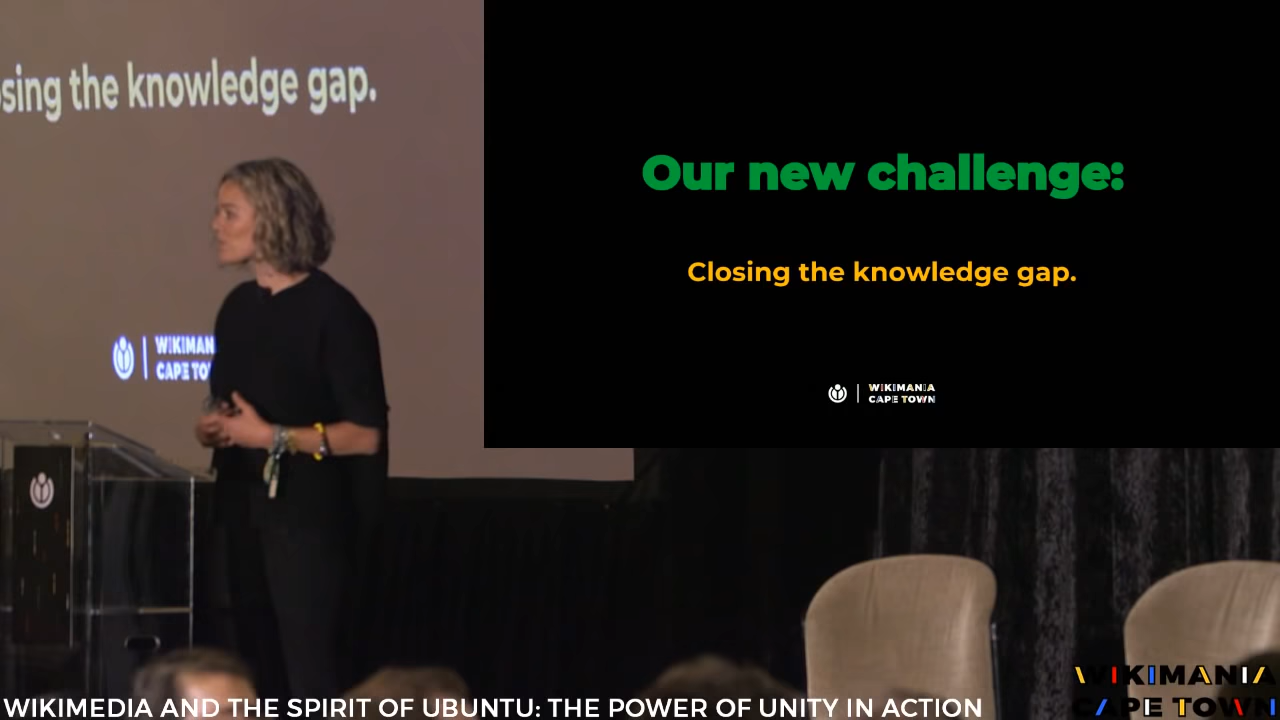 osing the knowledge gap.
WIKIMAN
CAPE TO
Our new challenge:
Closing the knowledge gap.
WIKIMANIA
CAPE TOWN
WIKIMEDIA AND THE SPIRIT OF UBUNTU: THE POWER OF UNITY IN ACTION
WIKIMANIA
CAPE TOWN